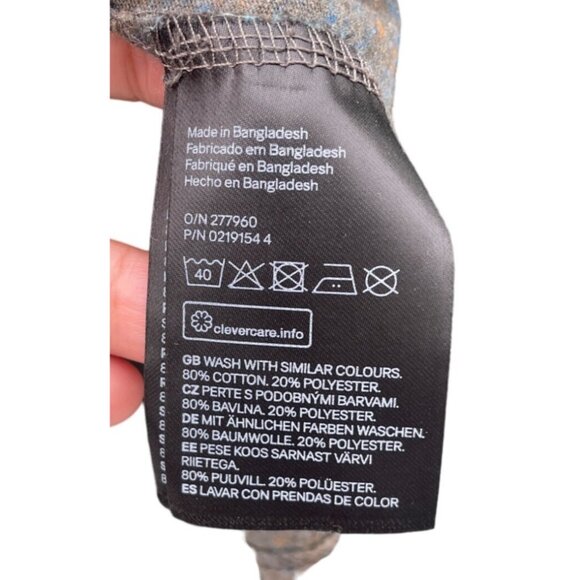 Made in Bangladesh
Fabricado em Bangladesh
Fabriqué en Bangladesh
Hecho en Bangladesh
O/N 277960
P/N 0219154 4
40
clevercare.info
GB WASH WITH SIMILAR COLOURS.
80% COTTON. 20% POLYESTER.
CZ PERTE S PODOBNÝMI BARVAMI.
80% BAVLNA. 20% POLYESTER.
DE MIT ÄHNLICHEN FARBEN WASCHEN.
80% BAUMWOLLE. 20% POLYESTER.
EE PESE KOOS SARNAST VÄRVI
RIIETEGA.
80% PUUVILL. 20% POLÜESTER.
ES LAVAR CON PRENDAS DE COLOR